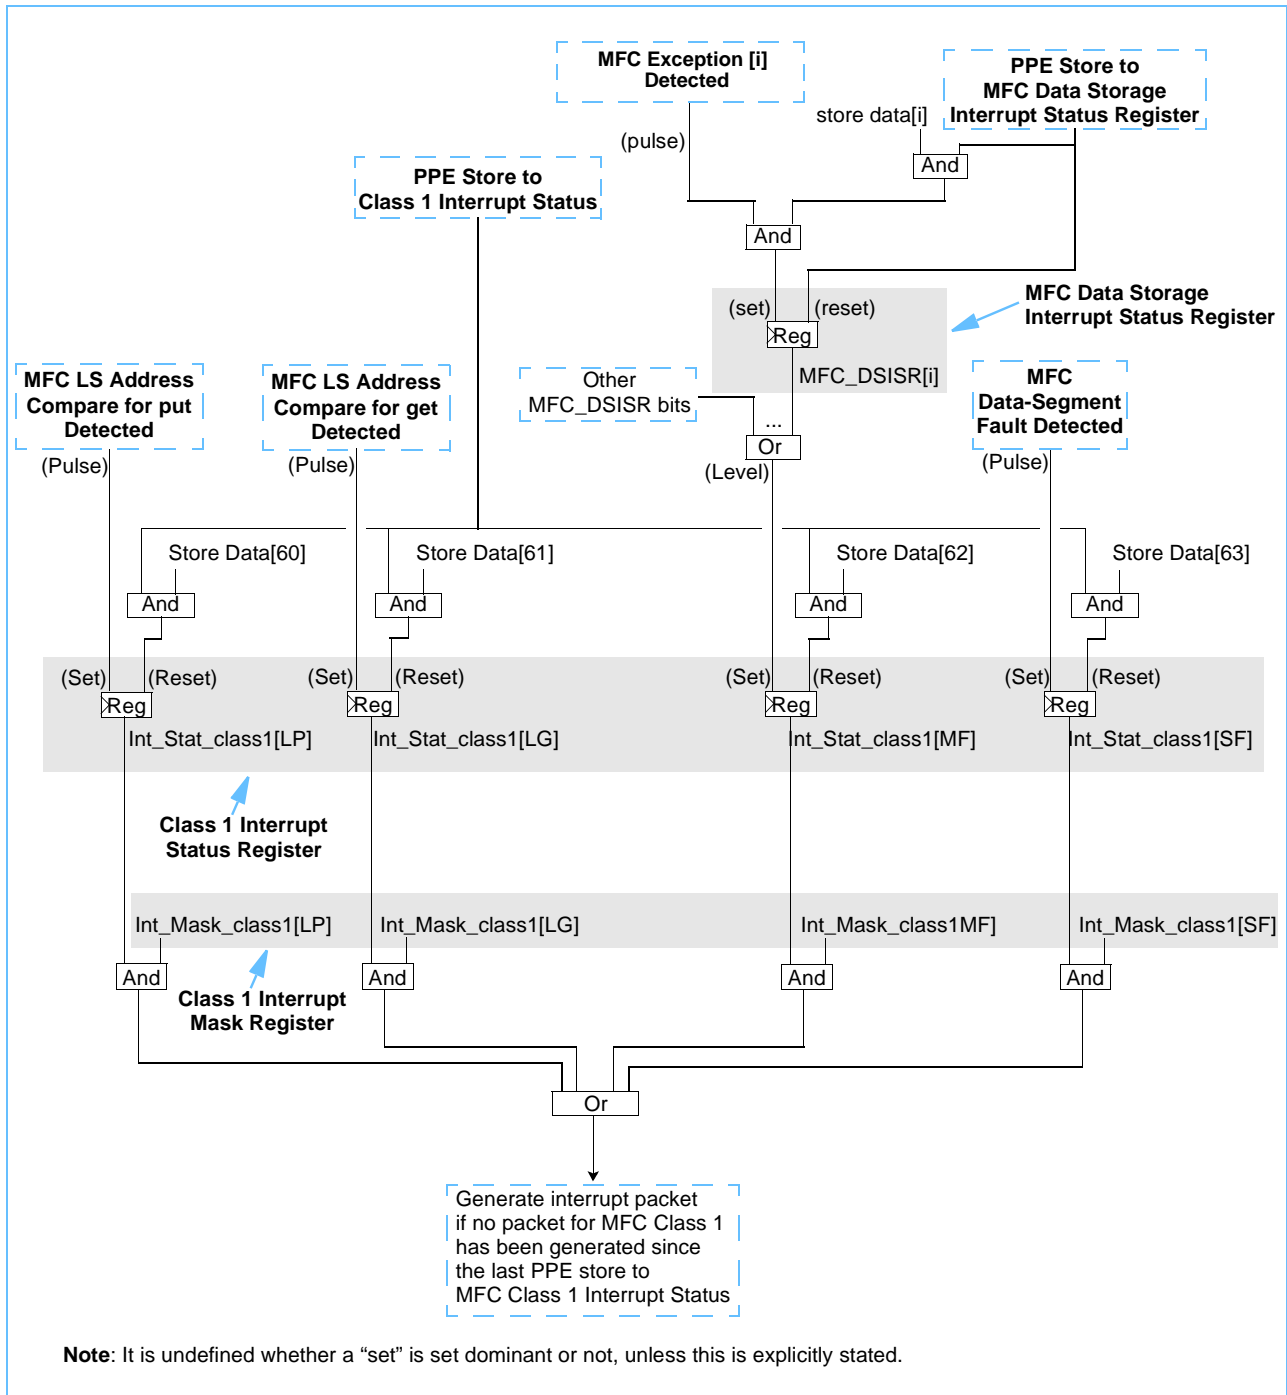 MFC Exception [i]
Detected
PPE Store to
MFC Data Storage
Interrupt Status Register
store data[i]
(pulse)
And
PPE Store to
Class 1 Interrupt Status
And
MFC Data Storage
Interrupt Status Register
(set)
(reset)
Reg
MFC_DSISR[i]
MFC LS Address
Compare for put
Detected
MFC LS Address
Compare for get
Detected
Other
MFC_DSISR bits
MFC
Data-Segment
Fault Detected
...
Or
(Pulse)
(Pulse)
(Level)
(Pulse)
Store Data[60]
Store Data[61]
Store Data[62]
Store Data[63]
And
And
And
And
(Set)
(Reset)
(Set)
(Reset)
(Set)
(Reset)
(Set)
(Reset)
Reg
Reg
Reg
Reg
Int_Stat_class1[LP]
Int_Stat_class1[LG]
Int_Stat_class1[MF]
Int_Stat_class1[SF]
Class 1 Interrupt
Status Register
Int_Mask_class1[LP]
Int_Mask_class1[LG]
Int_Mask_class1MF]
Int_Mask_class1[SF]
And
And
And
And
Class 1 Interrupt
Mask Register
Or
Generate interrupt packet
if no packet for MFC Class 1
has been generated since
the last PPE store to
MFC Class 1 Interrupt Status
Note: It is undefined whether a “set” is set dominant or not, unless this is explicitly stated.